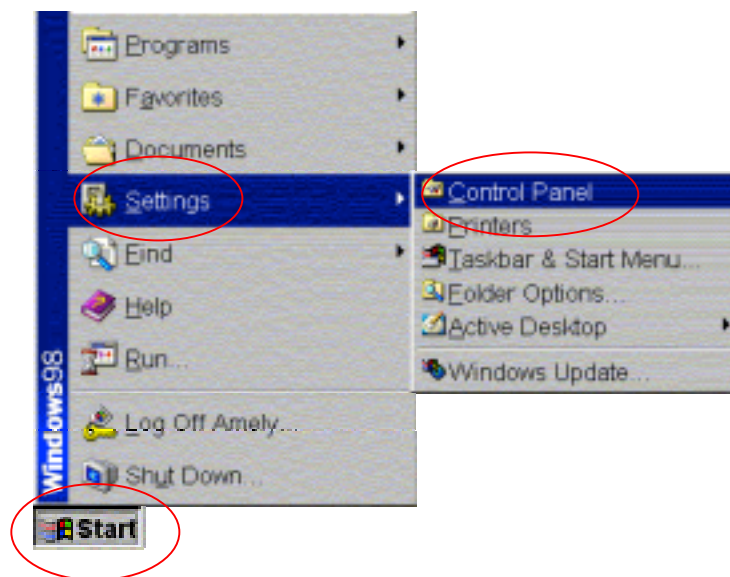 Programs
Favorites
Documents
Settings
Find
Help
Run...
Log Off Amely...
Shut Down...
Windows98
Start
Control Panel
Printers
Taskbar & Start Menu...
Folder Options...
Active Desktop
Windows Update...